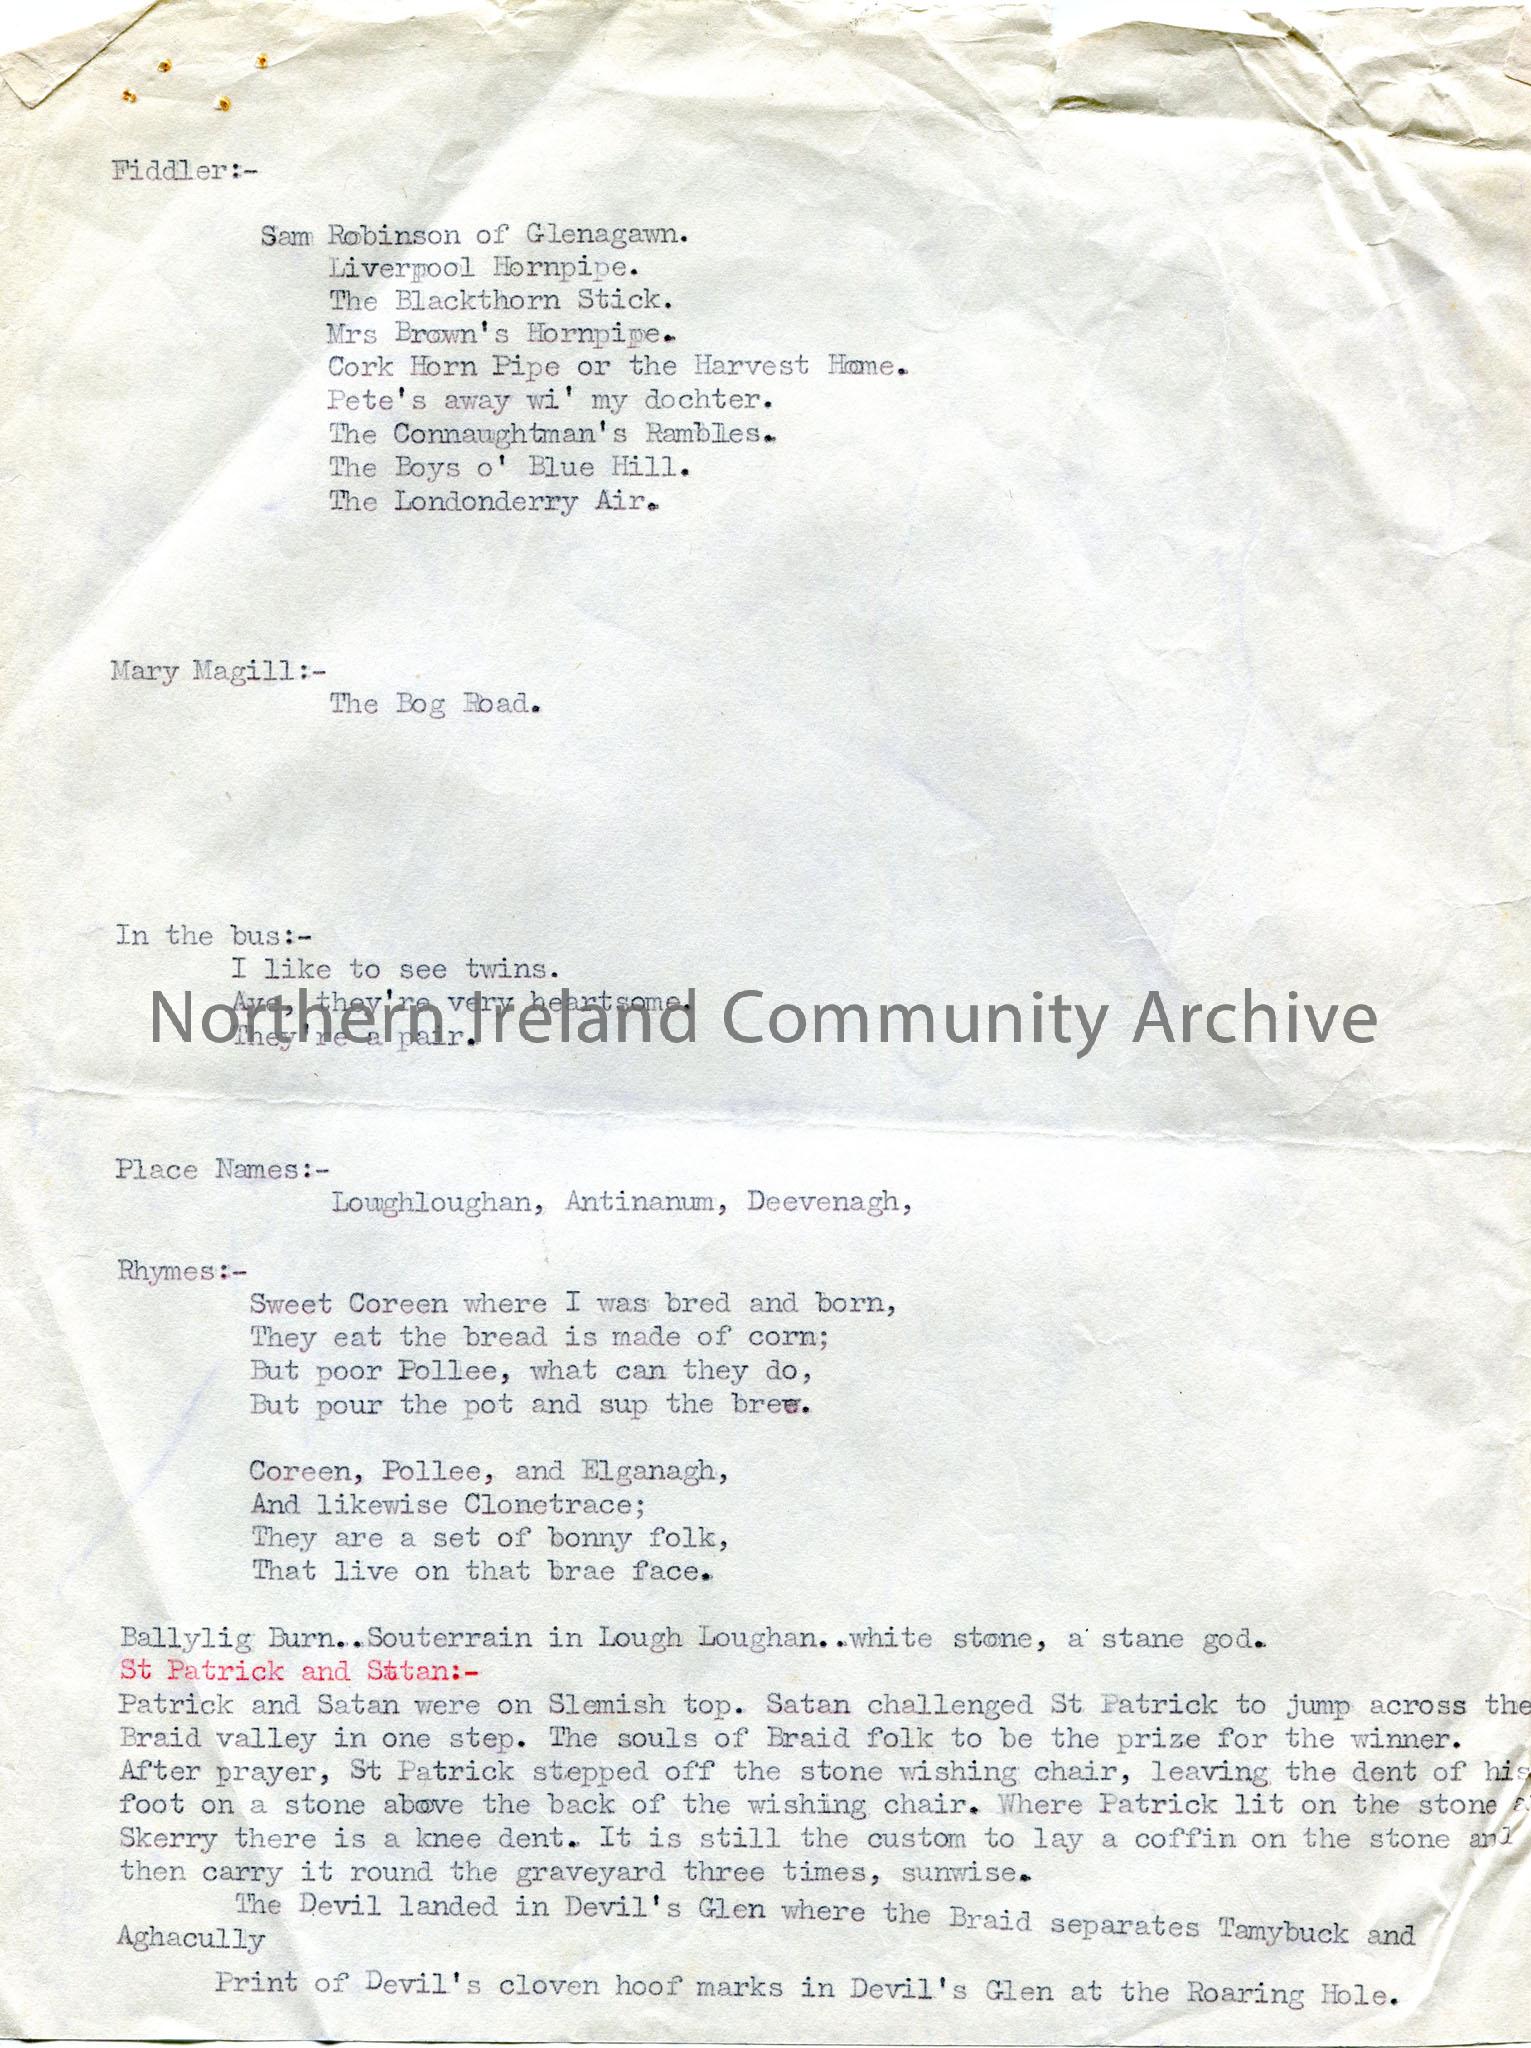 Fiddler:-
Sam Robinson of Glenagawn.
Liverpool Hornpipe.
The Blackthorn Stick.
Mrs Brown's Hornpipe.
Cork Horn Pipe or the Harvest Home.
Pete's away wi' my dochter.
The Connaughtman's Rambles.
The Boys o' Blue Hill.
The Londonderry Air.
Mary Magill:-
The Bog Road.
In the bus:-
I like to see twins.
Aye, they're very heartsome.
They're a pair.
Northern Ireland Community Archive
Place Names:-
Loughloughan, Antinanum, Deevenagh,
Rhymes:-
Sweet Coreen where I was bred and born,
They eat the bread is made of corn;
But poor Pollee, what can they do,
But pour the pot and sup the bree.
Coreen, Pollee, and Elganagh,
And likewise Clonetrace;
They are a set of bonny folk,
That live on that brae face.
Ballylig Burn..Souterrain in Lough Loughan..white stone, a stane god.
St Patrick and Satan:-
Patrick and Satan were on Slemish top. Satan challenged St Patrick to jump across the
Braid valley in one step. The souls of Braid folk to be the prize for the winner.
After prayer, St Patrick stepped off the stone wishing chair, leaving the dent of his
foot on a stone above the back of the wishing chair. Where Patrick lit on the stone
Skerry there is a knee dent. It is still the custom to lay a coffin on the stone and
then carry it round the graveyard three times, sunwise.
The Devil landed in Devil's Glen where the Braid separates Tamybuck and
Aghacully
Print of Devil's cloven hoof marks in Devil's Glen at the Roaring Hole.